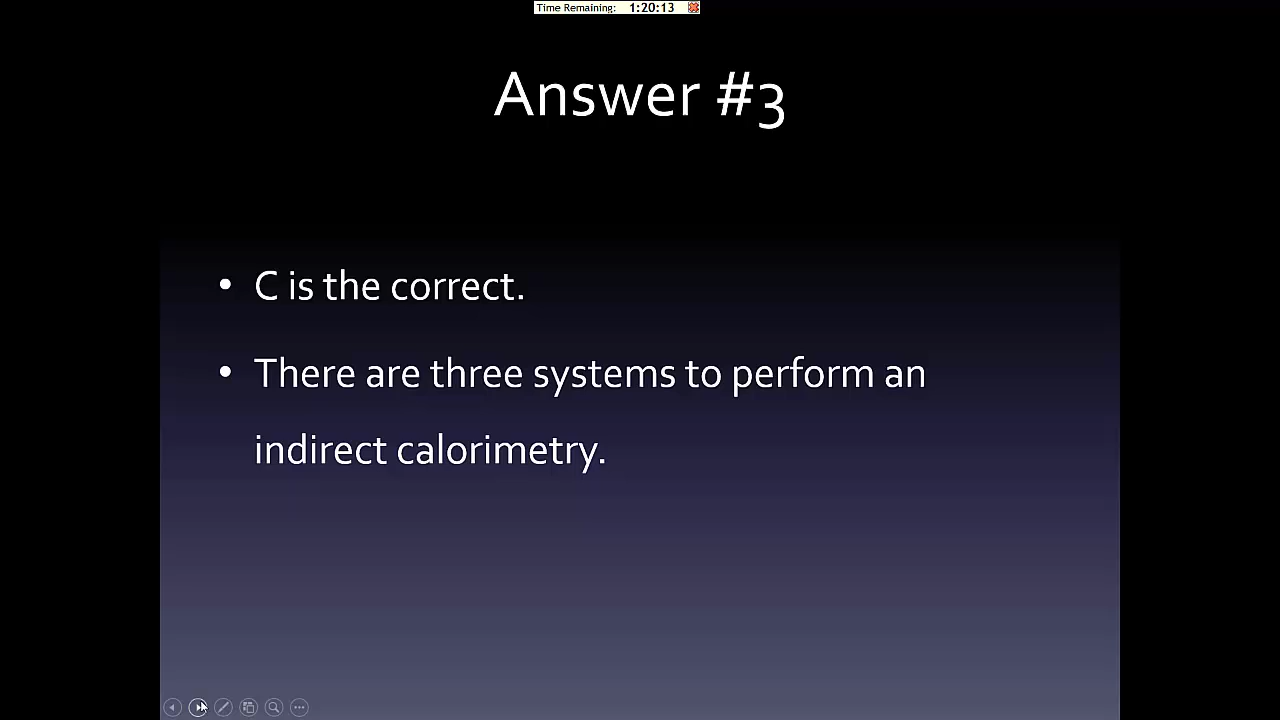 Time Remaining: 1:20:13
Answer #3
• C is the correct.
• There are three systems to perform an
indirect calorimetry.